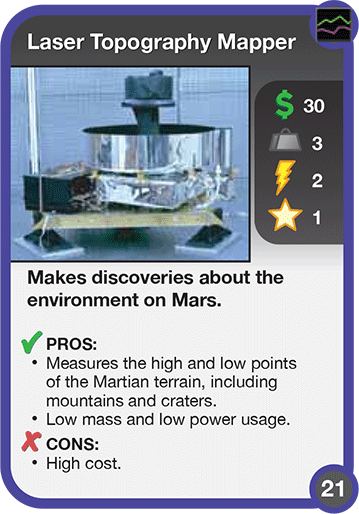 Laser Topography Mapper
$ 30
3
2
1
Makes discoveries about the
environment on Mars.
PROS:
• Measures the high and low points
of the Martian terrain, including
mountains and craters.
• Low mass and low power usage.
CONS:
• High cost.
21